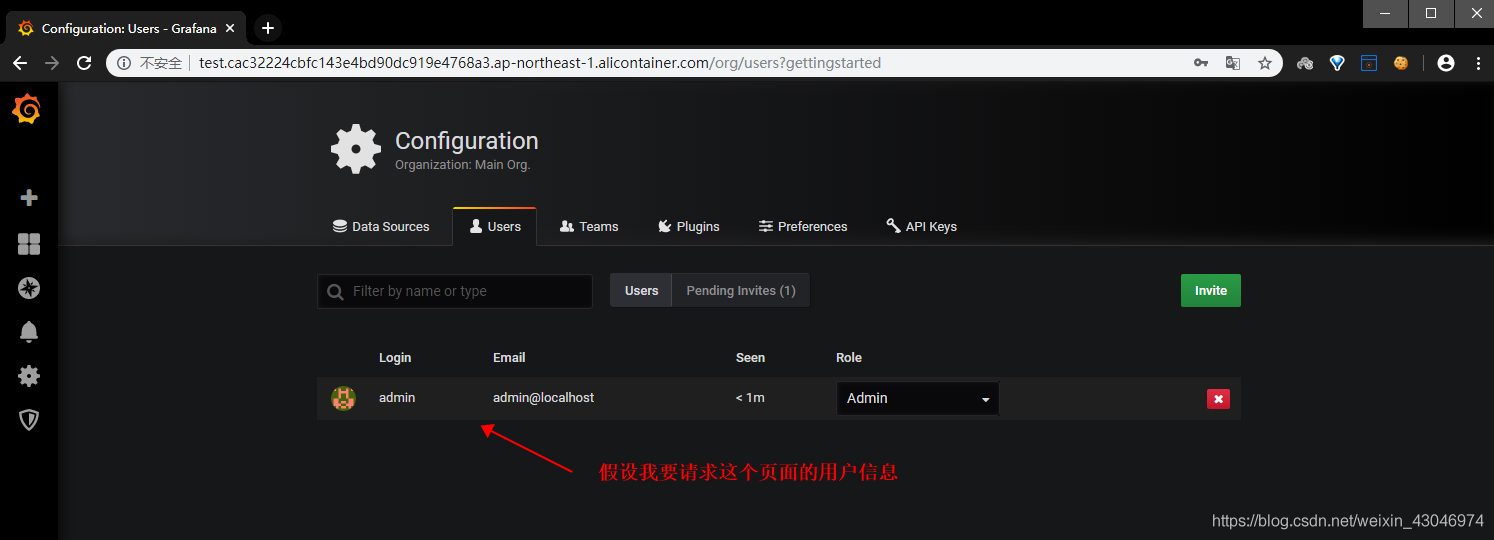 Configuration: Users - Grafana
不安全
test.cac32224cbfc143e4bd90dc919e4768a3.ap-northeast-1.alicontainer.com/org/users?gettingstarted
Configuration
Organization: Main Org.
Data Sources Users Teams Plugins Preferences API Keys
Filter by name or type Users Pending Invites (1) Invite
Login Email Seen Role
admin admin@localhost < 1m Admin
假设我要请求这个页面的用户信息
https://blog.csdn.net/weixin_43046974